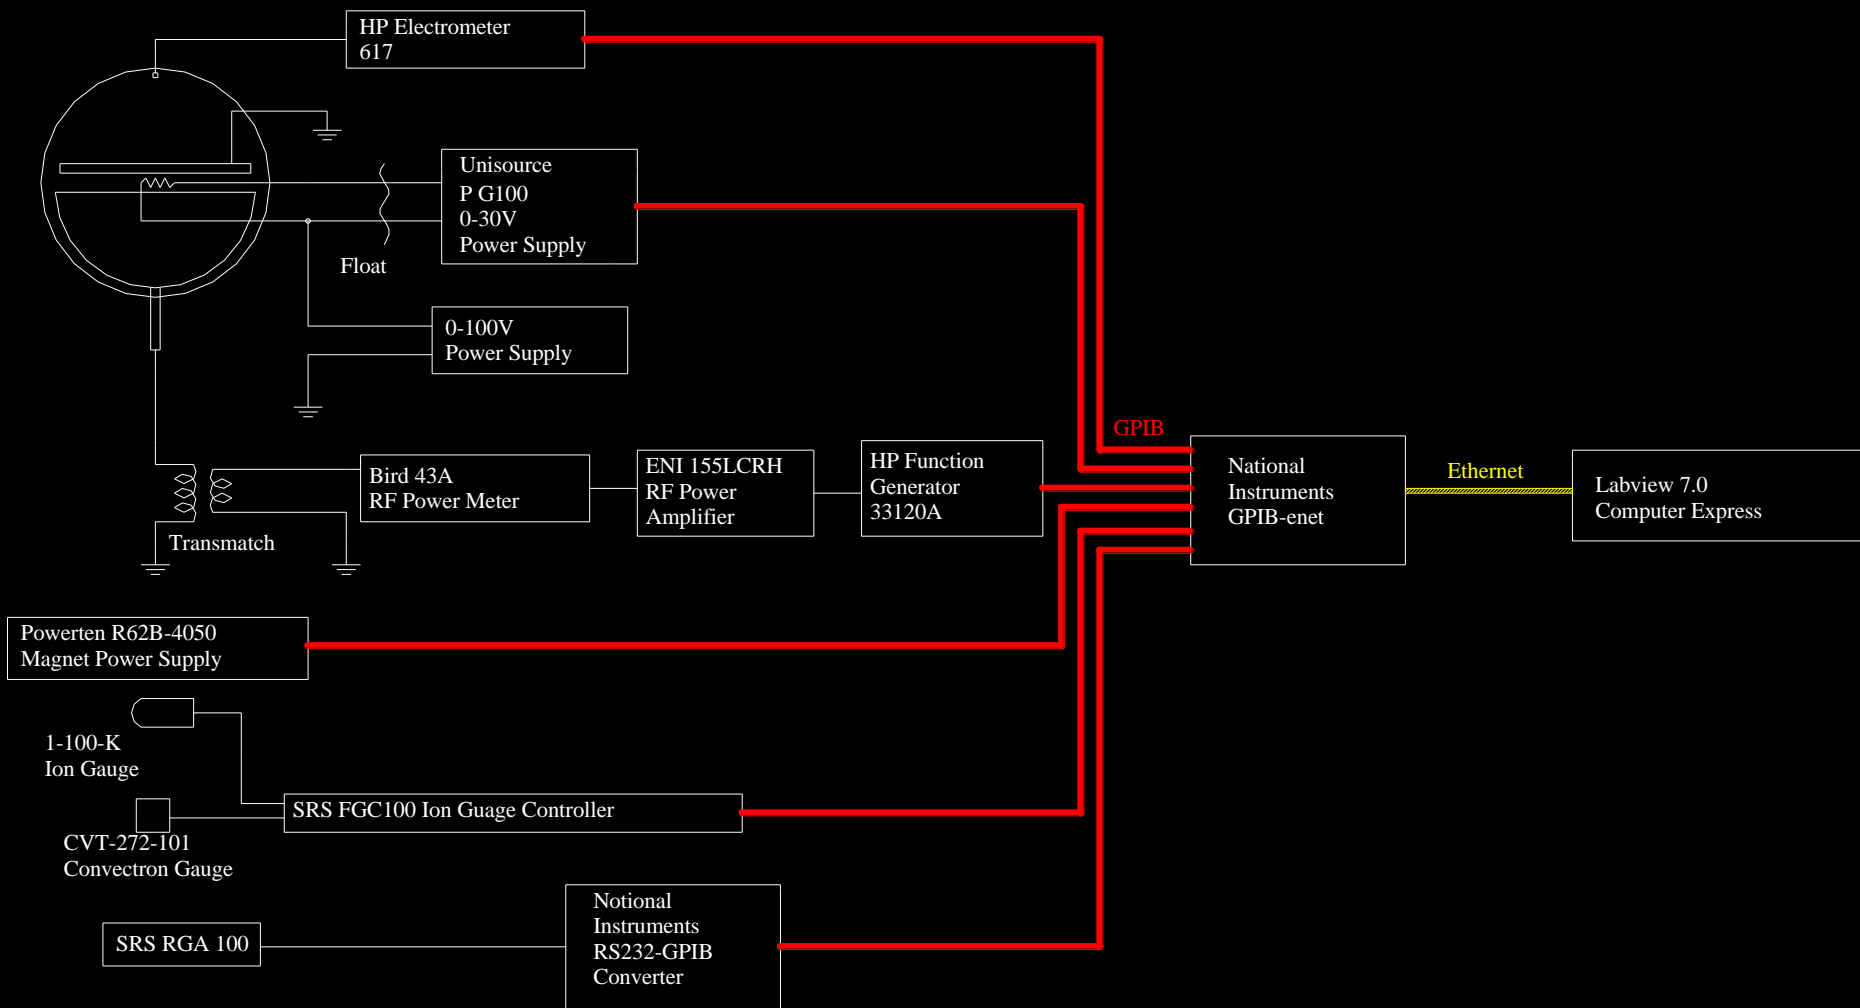 HP Electrometer
617
Unisource
P G100
0-30V
Power Supply
Float
0-100V
Power Supply
GPIB
Bird 43A
RF Power Meter
ENI 155LCRH
RF Power
Amplifier
HP Function
Generator
33120A
National
Instruments
GPIB-enet
Ethernet
Labview 7.0
Computer Express
Transmatch
Powerten R62B-4050
Magnet Power Supply
1-100-K
Ion Gauge
SRS FGC100 Ion Guage Controller
CVT-272-101
Convectron Gauge
SRS RGA 100
Notional
Instruments
RS232-GPIB
Converter